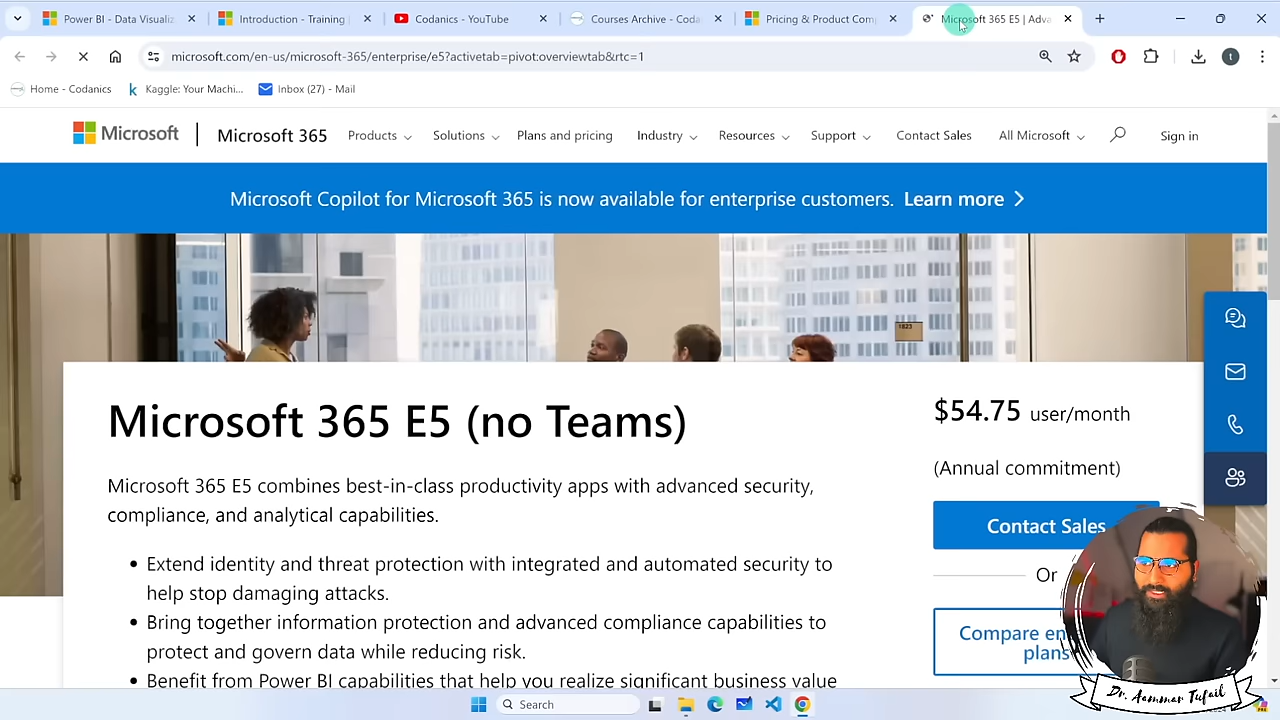 Power BI - Data Visualiz
Introduction - Training
Codanics - YouTube
Courses Archive - Coda
Pricing & Product Com
Microsoft 365 E5 | Adva
microsoft.com/en-us/microsoft-365/enterprise/e5?activetab=pivot:overviewtab&rtc=1
t
Home - Codanics
Kaggle: Your Machi...
Inbox (27) - Mail
Microsoft
Microsoft 365
Products
Solutions
Plans and pricing
Industry
Resources
Support
Contact Sales
All Microsoft
Sign in
Microsoft Copilot for Microsoft 365 is now available for enterprise customers. Learn more
1623
Microsoft 365 E5 (no Teams)
Microsoft 365 E5 combines best-in-class productivity apps with advanced security,
compliance, and analytical capabilities.
• Extend identity and threat protection with integrated and automated security to
help stop damaging attacks.
• Bring together information protection and advanced compliance capabilities to
protect and govern data while reducing risk.
• Benefit from Power BI capabilities that help you realize significant business value
$54.75 user/month
(Annual commitment)
Contact Sales
Or
Compare en
plans
Dr. Aammar Tufail
Search